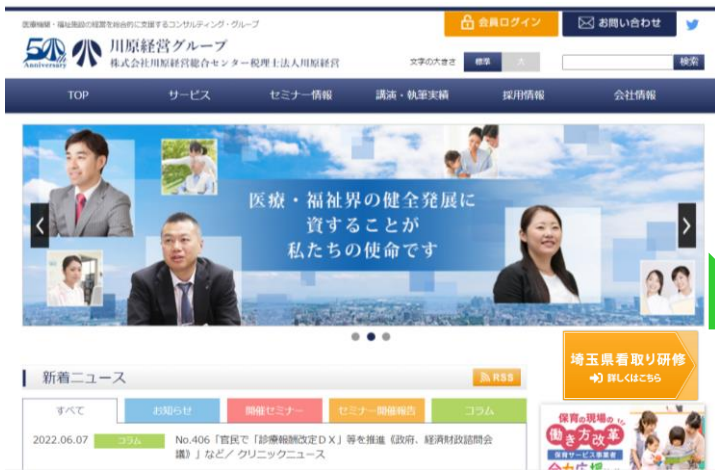 医療機関・福祉施設の経営を総合的に支援するコンサルティング・グループ
会員ログイン
お問い合わせ
50
Anniversary
川原経営グループ
株式会社川原経営総合センター税理士法人川原経営
文字の大きさ
標準
大
検索
TOP
サービス
セミナー情報
講演・執筆実績
採用情報
会社情報
医療・福祉界の健全発展に
資することが
私たちの使命です
埼玉県看取り研修
詳しくはこちら
新着ニュース
RSS
すべて
お知らせ
開催セミナー
セミナー開催報告
コラム
2022.06.07
コラム
No.406「官民で「診療報酬改定DX」等を推進《政府、経済財政諮問会
議》」など/ クリニックニュース
保育の現場の
働き方改革
保育サービス事業者